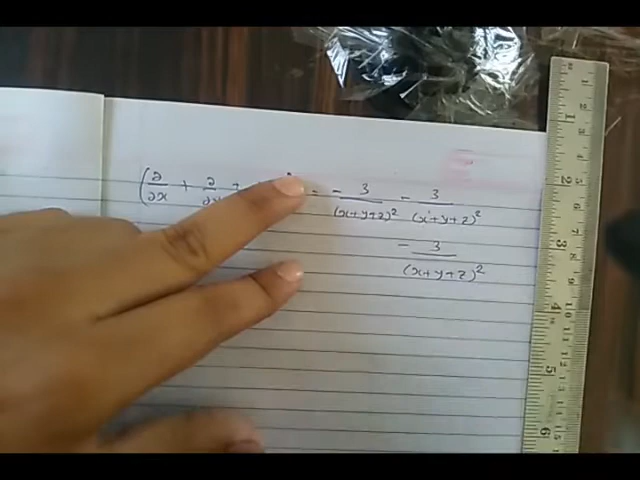 (∂/∂x + ∂/∂x + = - 3/(x+y+z)² - 3/(x+y+z)²
- 3/(x+y+z)²